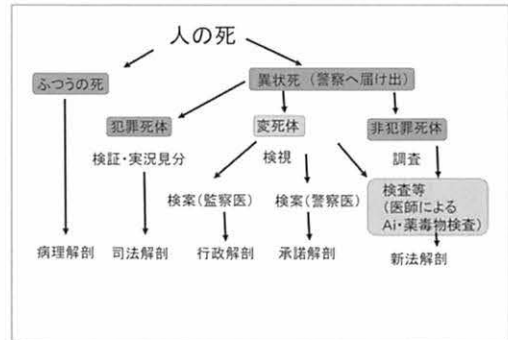 人の死
ふつうの死
異状死（警察へ届け出）
犯罪死体
変死体
非犯罪死体
検証・実況見分
検視
調査
検案(監察医)
検案(警察医)
検査等
(医師による
Ai・薬毒物検査)
病理解剖
司法解剖
行政解剖
承諾解剖
新法解剖